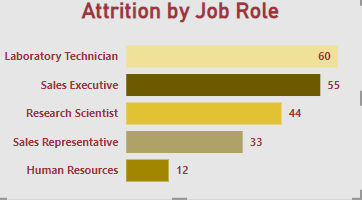 Attrition by Job Role
Laboratory Technician 60
Sales Executive 55
Research Scientist 44
Sales Representative 33
Human Resources 12